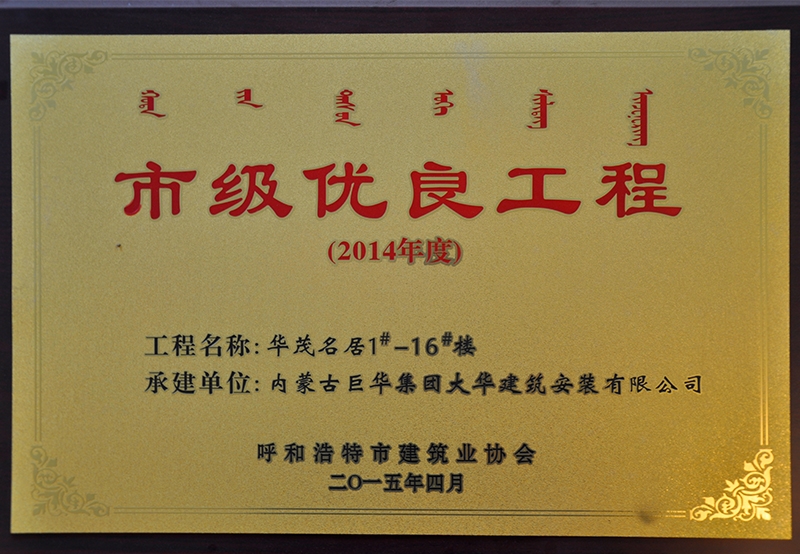 市级优良工程
(2014年度)
工程名称:华茂名居1#-16#楼
承建单位:内蒙古巨华集团大华建筑安装有限公司
呼和浩特市建筑业协会
二〇一五年四月